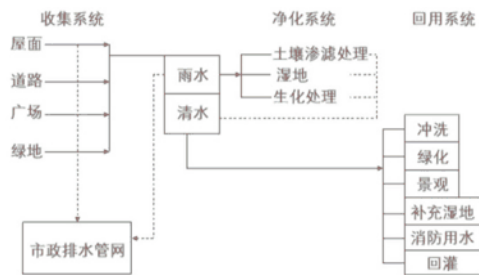 收集系统
净化系统
回用系统
屋面
道路
广场
绿地
雨水
清水
土壤渗滤处理
湿地
生化处理
市政排水管网
冲洗
绿化
景观
补充湿地
消防用水
回灌